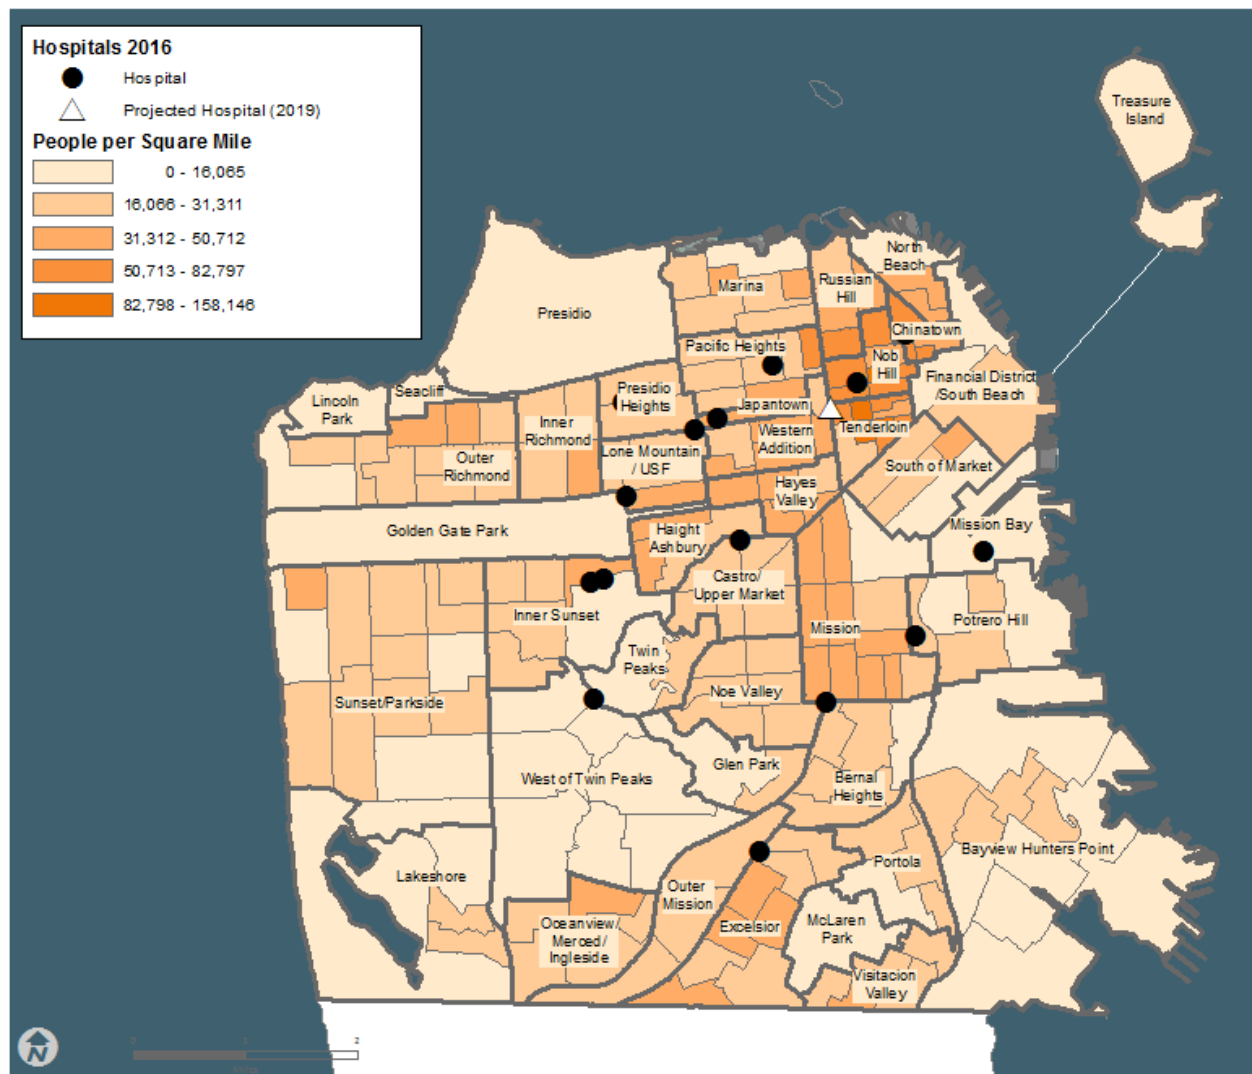 Hospitals 2016
Hospital
Projected Hospital (2019)
People per Square Mile
0 - 16,065
16,066 - 31,311
31,312 - 50,712
50,713 - 82,797
82,798 - 158,146
Treasure
Island
North
Beach
Marina
Russian
Hill
Presidio
Chinatown
Pacific Heights
Nob
Hill
Seacliff
Lincoln
Park
Presidio
Heights
Financial District
/South Beach
Inner
Richmond
Japantown
Tenderloin
Western
Addition
Outer
Richmond
Lone Mountain
/ USF
South of Market
Hayes
Valley
Golden Gate Park
Haight
Ashbury
Mission Bay
Castro/
Upper Market
Inner Sunset
Mission
Potrero Hill
Twin
Peaks
Noe Valley
Sunset/Parkside
West of Twin Peaks
Glen Park
Bernal
Heights
Bayview Hunters Point
Portola
Lakeshore
Outer
Mission
Excelsior
McLaren
Park
Oceanview/
Merced/
Ingleside
Visitacion
Valley
N
0 1 2